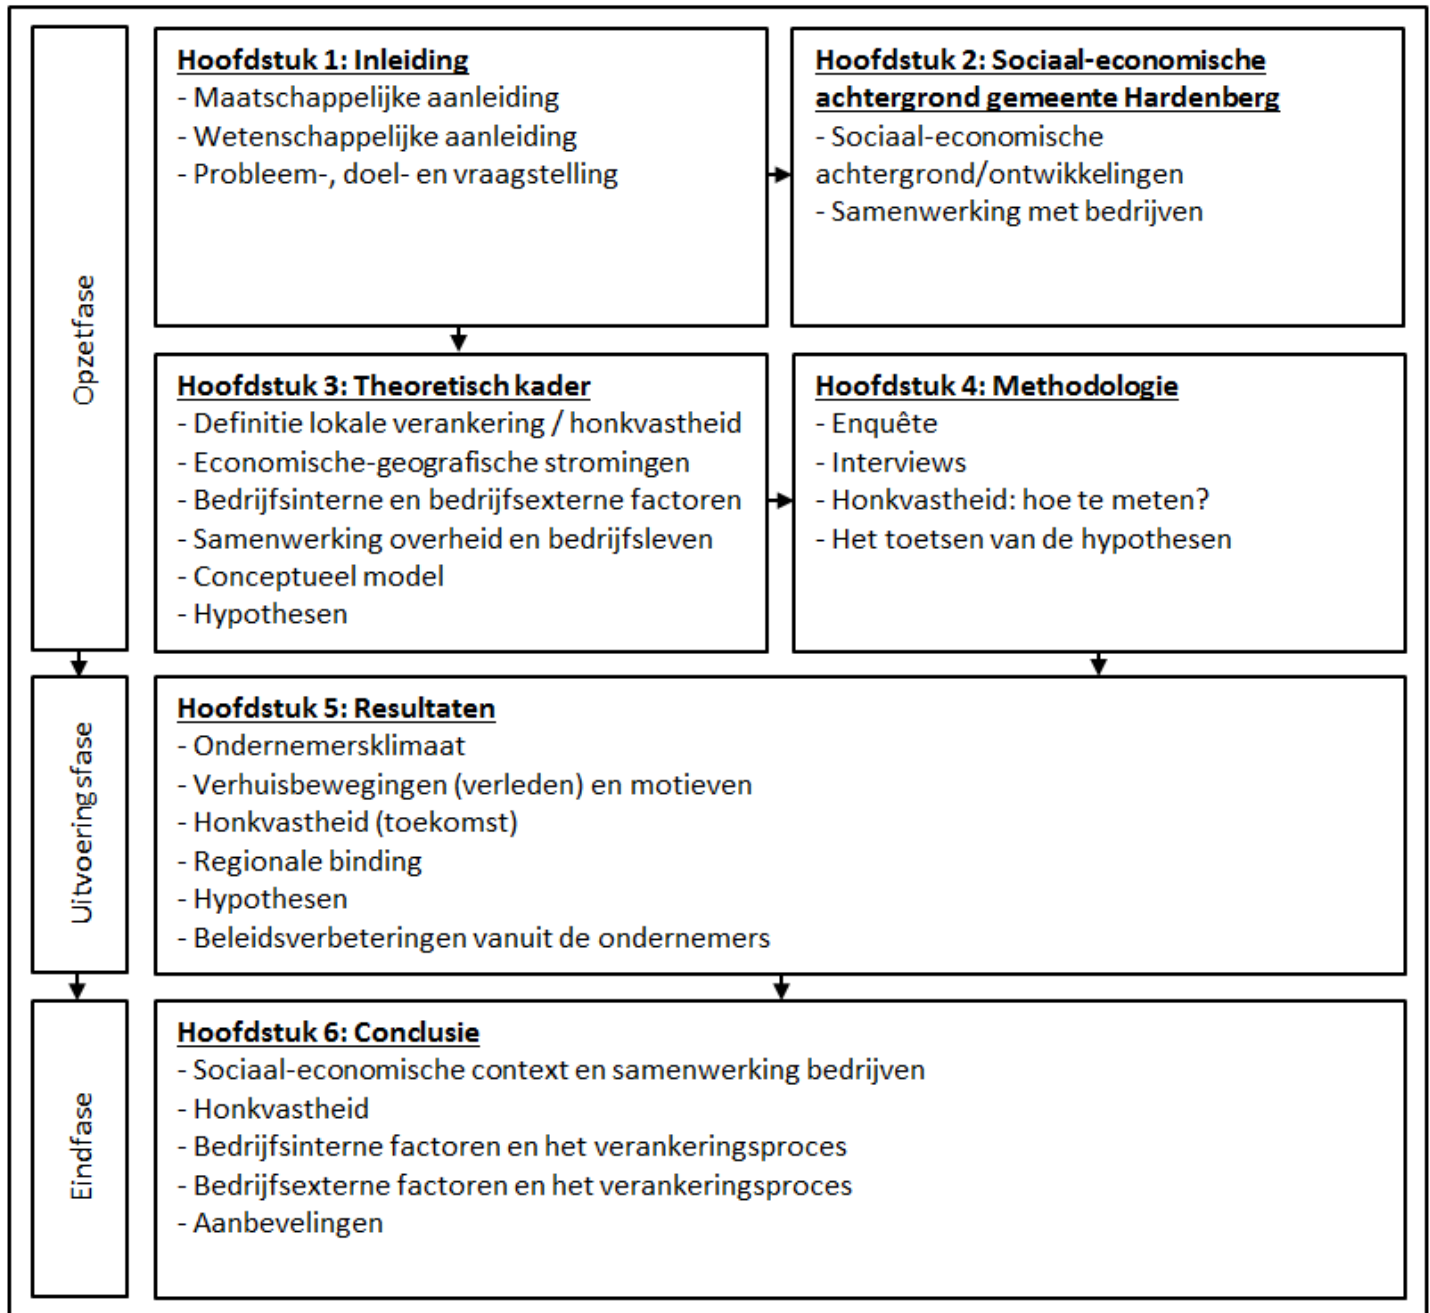 Opzetfase
Hoofdstuk 1: Inleiding
- Maatschappelijke aanleiding
- Wetenschappelijke aanleiding
- Probleem-, doel- en vraagstelling
Hoofdstuk 2: Sociaal-economische
achtergrond gemeente Hardenberg
- Sociaal-economische
achtergrond/ontwikkelingen
- Samenwerking met bedrijven
Hoofdstuk 3: Theoretisch kader
- Definitie lokale verankering / honkvastheid
- Economische-geografische stromingen
- Bedrijfsinterne en bedrijfsexterne factoren
- Samenwerking overheid en bedrijfsleven
- Conceptueel model
- Hypothesen
Hoofdstuk 4: Methodologie
- Enquête
- Interviews
- Honkvastheid: hoe te meten?
- Het toetsen van de hypothesen
Uitvoeringsfase
Hoofdstuk 5: Resultaten
- Ondernemersklimaat
- Verhuisbewegingen (verleden) en motieven
- Honkvastheid (toekomst)
- Regionale binding
- Hypothesen
- Beleidsverbeteringen vanuit de ondernemers
Eindfase
Hoofdstuk 6: Conclusie
- Sociaal-economische context en samenwerking bedrijven
- Honkvastheid
- Bedrijfsinterne factoren en het verankeringsproces
- Bedrijfsexterne factoren en het verankeringsproces
- Aanbevelingen